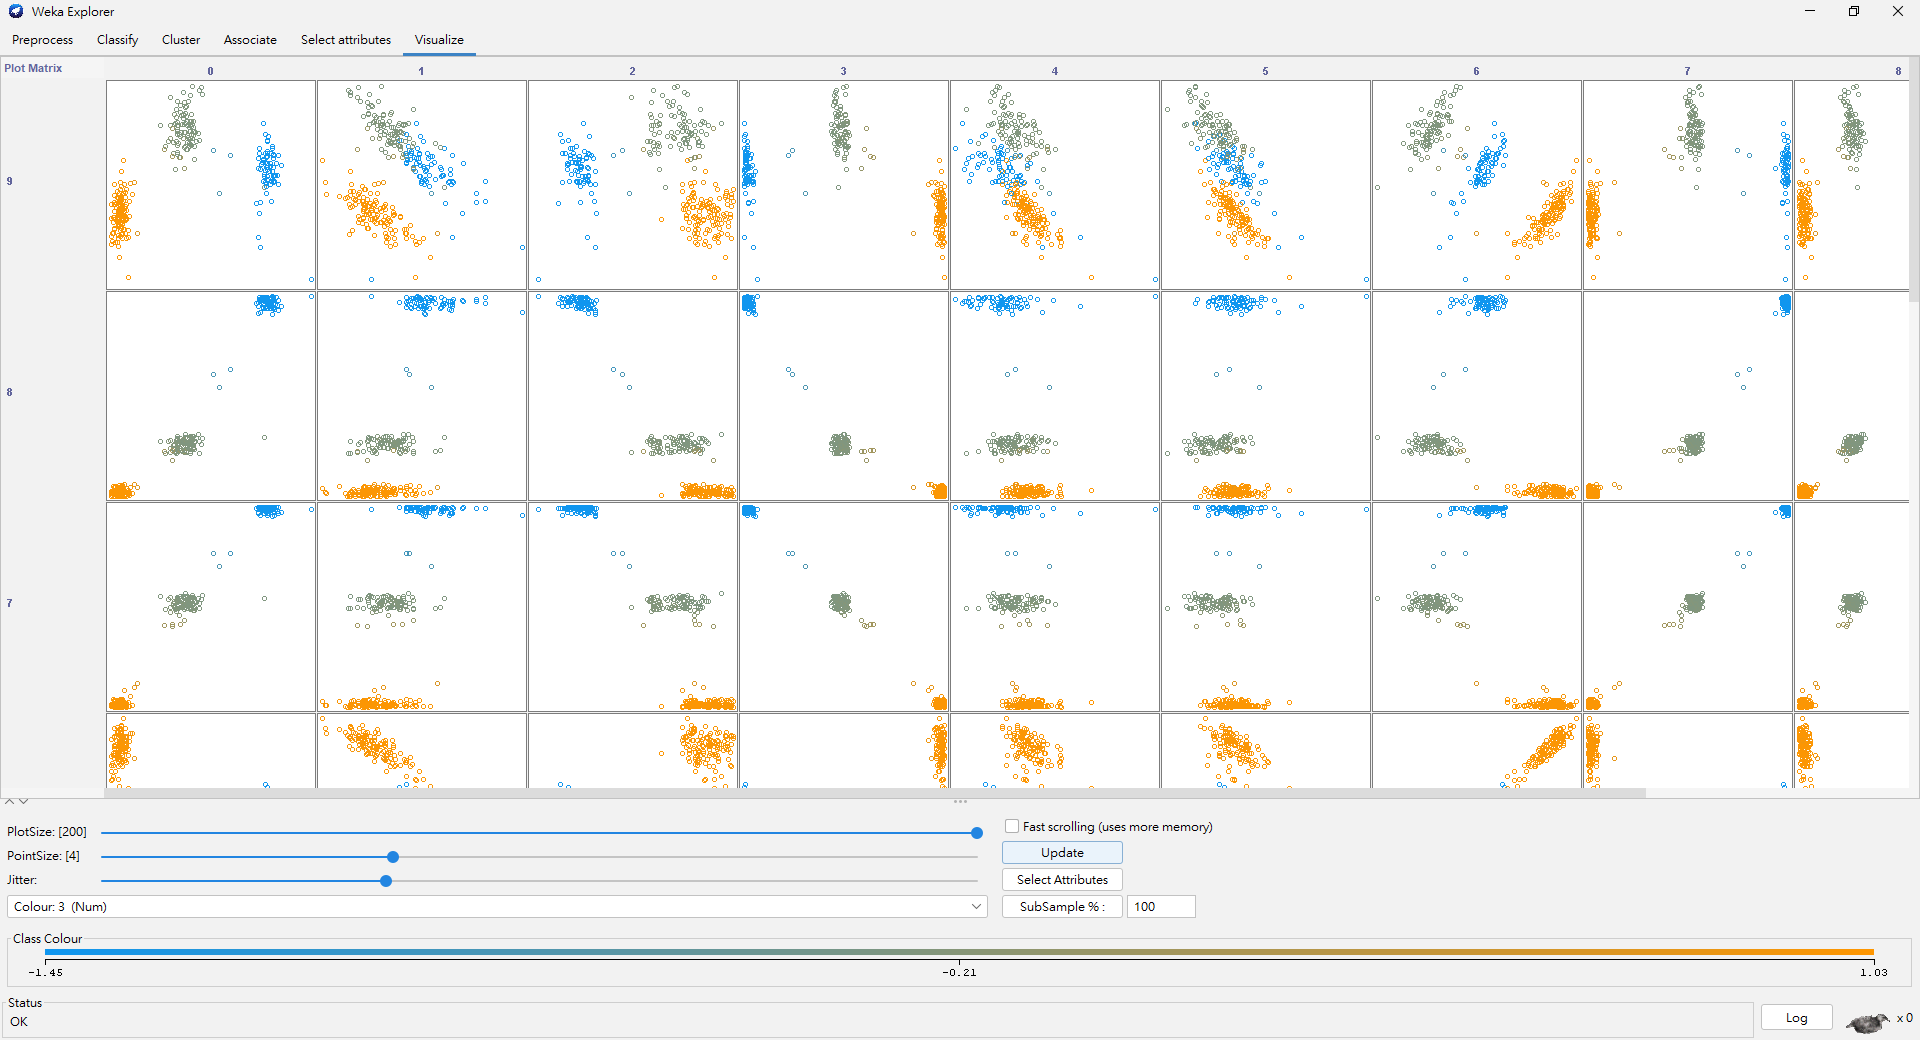 Weka Explorer
Preprocess Classify Cluster Associate Select attributes Visualize
Plot Matrix
0 1 2 3 4 5 6 7 8
9
8
7
PlotSize: [200]
PointSize: [4]
Jitter:
Colour: 3 (Num)
Fast scrolling (uses more memory)
Update
Select Attributes
SubSample % : 100
Class Colour
-1.45 -0.21 1.03
Status
OK
Log
x 0